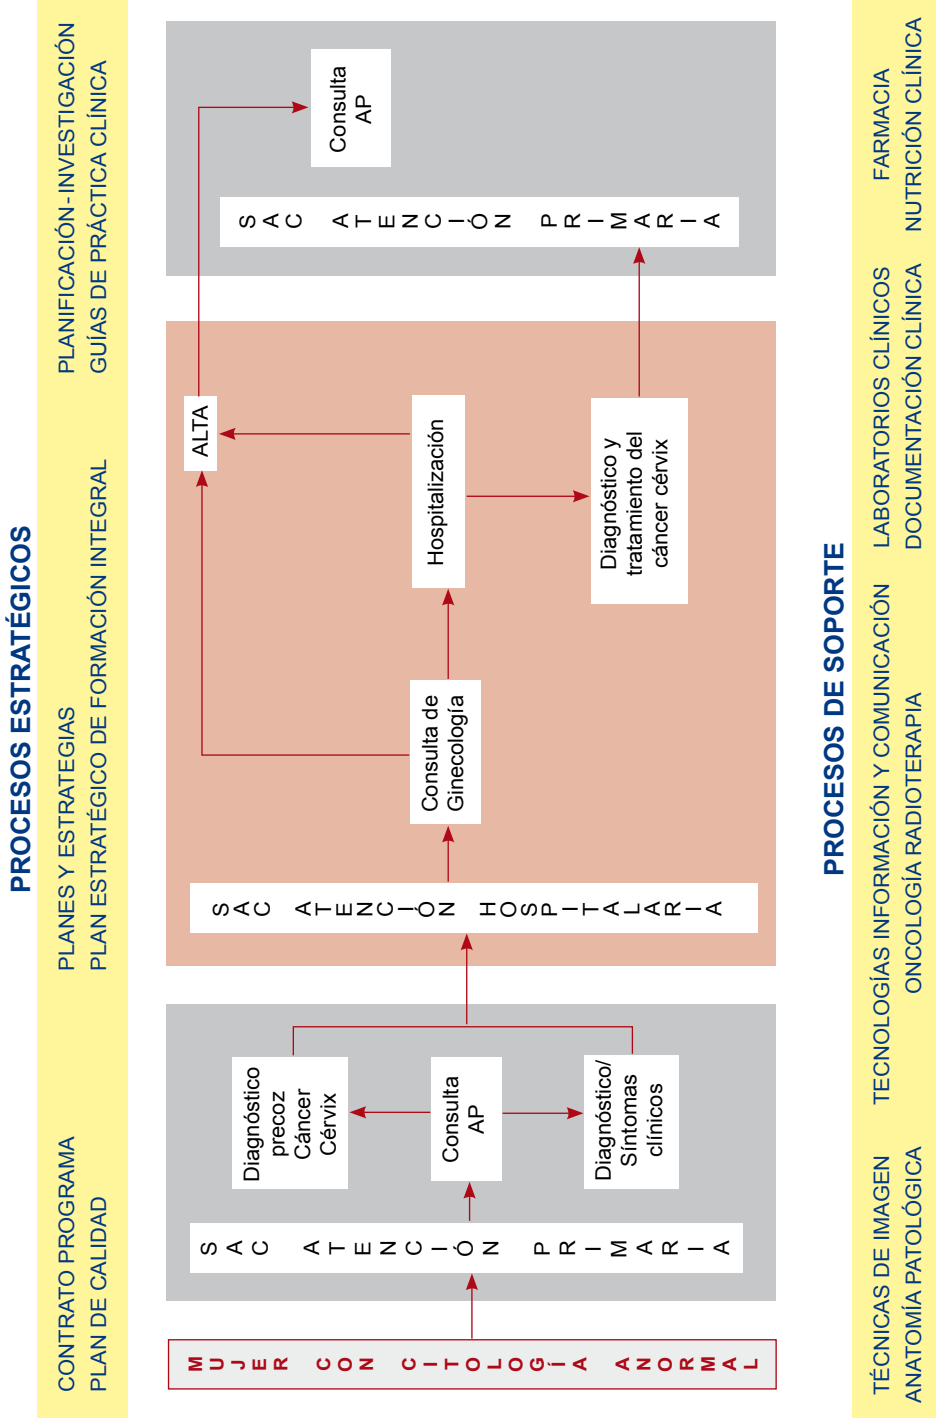 PROCESOS ESTRATÉGICOS
CONTRATO PROGRAMA
PLAN DE CALIDAD
PLANES Y ESTRATEGIAS
PLAN ESTRATÉGICO DE FORMACIÓN INTEGRAL
PLANIFICACIÓN-INVESTIGACIÓN
GUÍAS DE PRÁCTICA CLÍNICA
MUJER CON CITOLOGÍA ANORMAL
SAC ATENCIÓN PRIMARIA
Diagnóstico
precoz
Cáncer
Cérvix
Consulta
AP
Diagnóstico/
Síntomas
clínicos
SAC ATENCIÓN HOSPITALARIA
Consulta de
Ginecología
ALTA
Hospitalización
Diagnóstico y
tratamiento del
cáncer cérvix
SAC ATENCIÓN PRIMARIA
Consulta
AP
PROCESOS DE SOPORTE
TÉCNICAS DE IMAGEN
ANATOMÍA PATOLÓGICA
TECNOLOGÍAS INFORMACIÓN Y COMUNICACIÓN
ONCOLOGÍA RADIOTERAPIA
LABORATORIOS CLÍNICOS
DOCUMENTACIÓN CLÍNICA
FARMACIA
NUTRICIÓN CLÍNICA